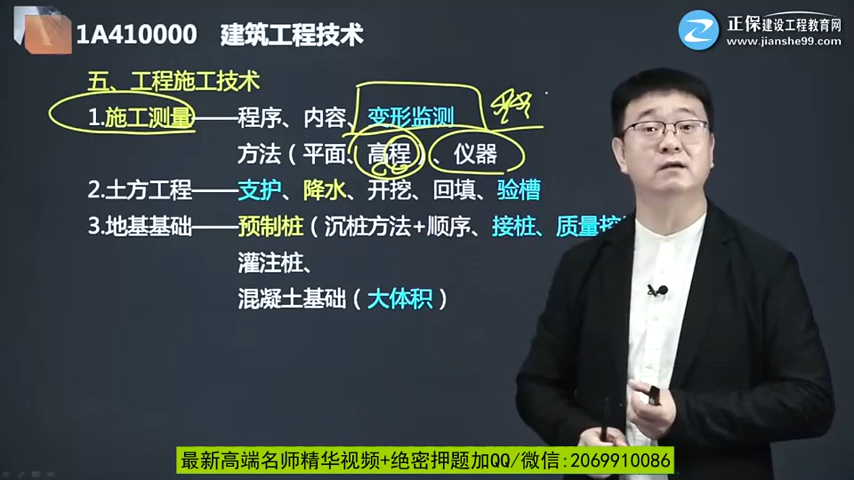 1A410000 建筑工程技术
正保建设工程教育网
www.jianshe99.com
五、工程施工技术
1.施工测量——程序、内容、变形监测
方法（平面、高程）、仪器
2.土方工程——支护、降水、开挖、回填、验槽
3.地基基础——预制桩（沉桩方法+顺序、接桩、质量控
灌注桩、
混凝土基础（大体积）
最新高端名师精华视频+绝密押题加QQ/微信:2069910086